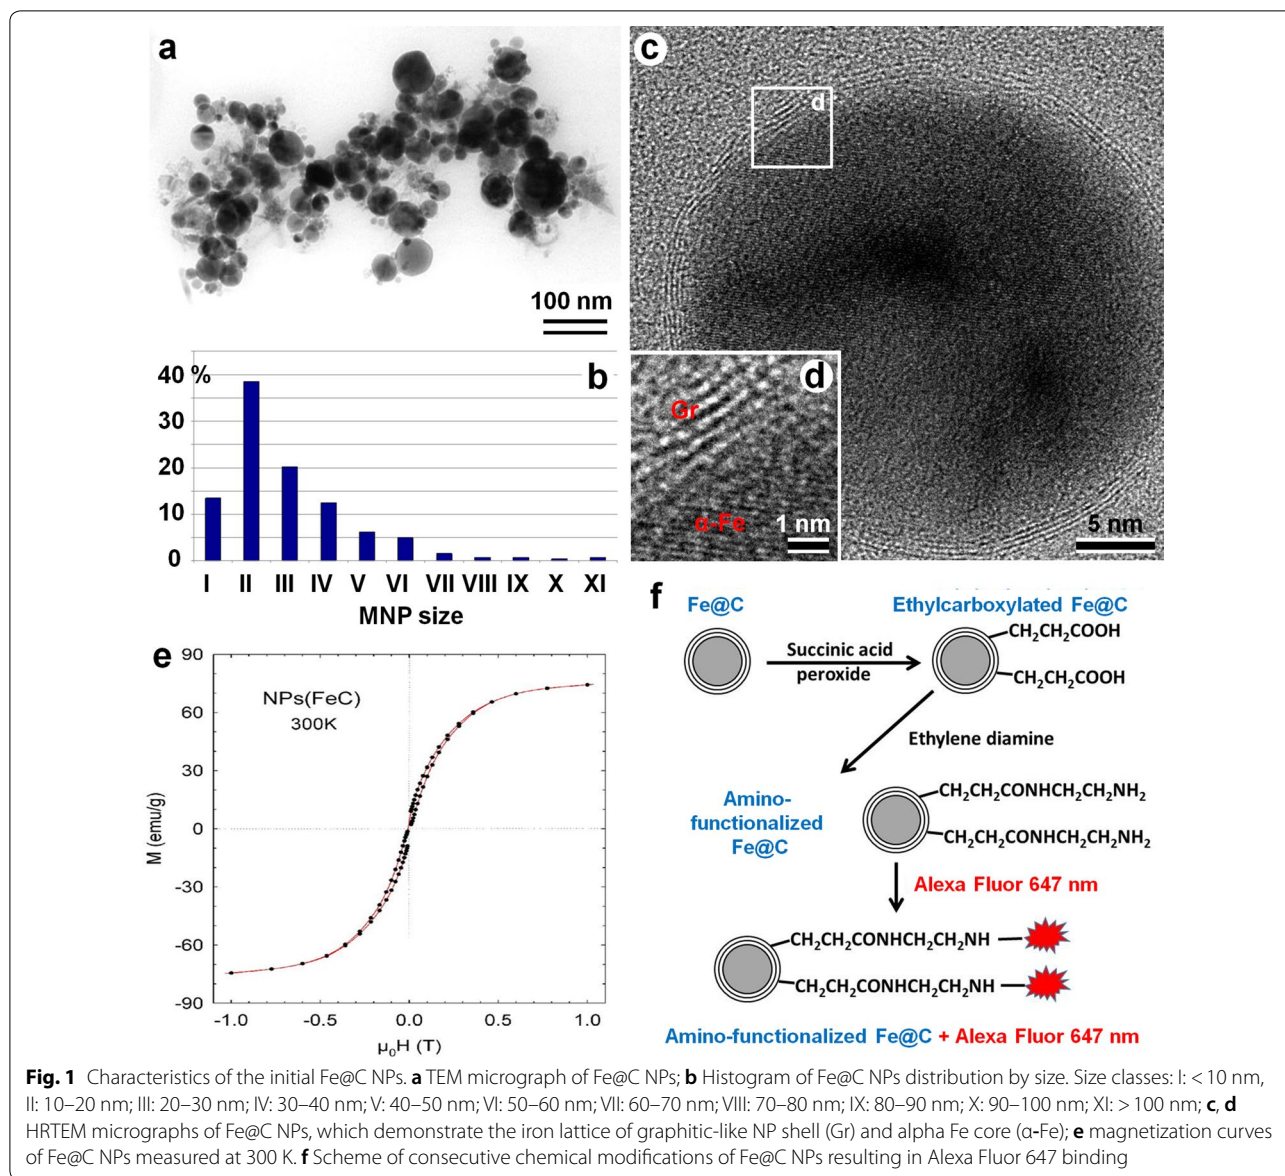 a
100 nm
b
40 %
30
20
10
0
I II III IV V VI VII VIII IX X XI
MNP size
c
d
5 nm
d
Gr
α-Fe
1 nm
e
90
60
30
0
-30
-60
-90
M (emu/g)
NPs(FeC)
300K
-1.0 -0.5 0.0 0.5 1.0
μ₀H (T)
f
Fe@C
Ethylcarboxylated Fe@C
Succinic acid
peroxide
CH₂CH₂COOH
CH₂CH₂COOH
Ethylene diamine
Amino-
functionalized
Fe@C
CH₂CH₂CONHCH₂CH₂NH₂
CH₂CH₂CONHCH₂CH₂NH₂
Alexa Fluor 647 nm
CH₂CH₂CONHCH₂CH₂NH
CH₂CH₂CONHCH₂CH₂NH
Amino-functionalized Fe@C + Alexa Fluor 647 nm
Fig. 1 Characteristics of the initial Fe@C NPs. a TEM micrograph of Fe@C NPs; b Histogram of Fe@C NPs distribution by size. Size classes: I: < 10 nm,
II: 10–20 nm; III: 20–30 nm; IV: 30–40 nm; V: 40–50 nm; VI: 50–60 nm; VII: 60–70 nm; VIII: 70–80 nm; IX: 80–90 nm; X: 90–100 nm; XI: > 100 nm; c, d
HRTEM micrographs of Fe@C NPs, which demonstrate the iron lattice of graphitic-like NP shell (Gr) and alpha Fe core (α-Fe); e magnetization curves
of Fe@C NPs measured at 300 K. f Scheme of consecutive chemical modifications of Fe@C NPs resulting in Alexa Fluor 647 binding